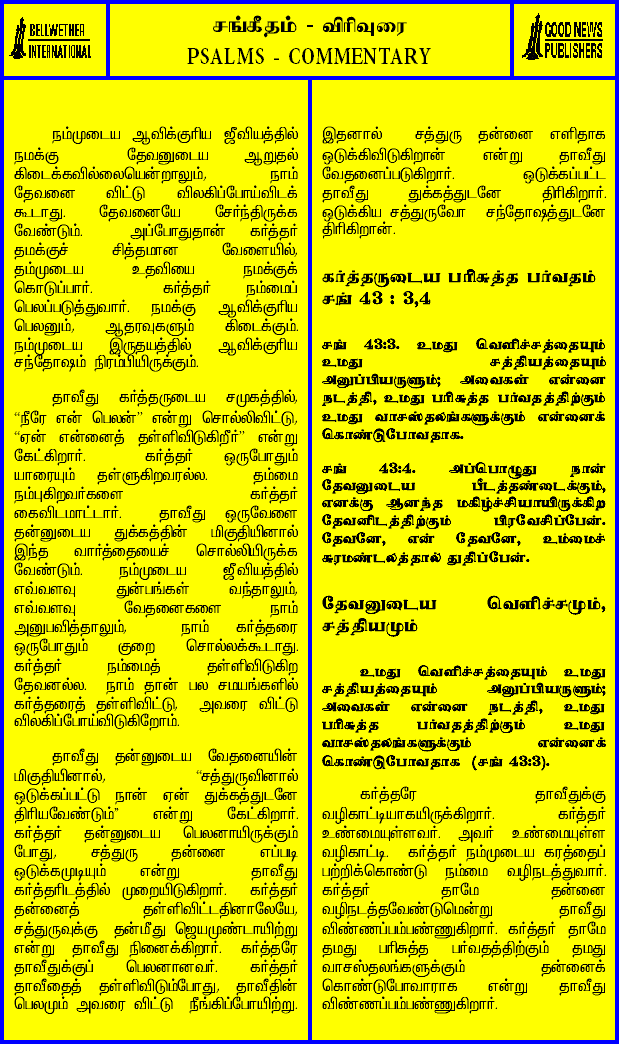 BELLWETHER
INTERNATIONAL
சங்கீதம் - விரிவுரை
PSALMS - COMMENTARY
GOOD NEWS
PUBLISHERS
நம்முடைய ஆவிக்குரிய ஜீவியத்தில்
நமக்கு தேவனுடைய ஆறுதல்
கிடைக்கவில்லையென்றாலும், நாம்
தேவனை விட்டு விலகிப்போய்விடக்
கூடாது. தேவனையே சேர்ந்திருக்க
வேண்டும். அப்போதுதான் கர்த்தர்
தமக்குச் சித்தமான வேளையில்,
தம்முடைய உதவியை நமக்குக்
கொடுப்பார். கர்த்தர் நம்மைப்
பெலப்படுத்துவார். நமக்கு ஆவிக்குரிய
பெலனும், ஆதரவுகளும் கிடைக்கும்.
நம்முடைய இருதயத்தில் ஆவிக்குரிய
சந்தோஷம் நிரம்பியிருக்கும்.
தாவீது கர்த்தருடைய சமுகத்தில்,
“நீரே என் பெலன்” என்று சொல்லிவிட்டு,
“ஏன் என்னைத் தள்ளிவிடுகிறீர்” என்று
கேட்கிறார். கர்த்தர் ஒருபோதும்
யாரையும் தள்ளுகிறவரல்ல. தம்மை
நம்புகிறவர்களை கர்த்தர்
கைவிடமாட்டார். தாவீது ஒருவேளை
தன்னுடைய துக்கத்தின் மிகுதியினால்
இந்த வார்த்தையைச் சொல்லியிருக்க
வேண்டும். நம்முடைய ஜீவியத்தில்
எவ்வளவு துன்பங்கள் வந்தாலும்,
எவ்வளவு வேதனைகளை நாம்
அனுபவித்தாலும், நாம் கர்த்தரை
ஒருபோதும் குறை சொல்லக்கூடாது.
கர்த்தர் நம்மைத் தள்ளிவிடுகிற
தேவனல்ல. நாம் தான் பல சமயங்களில்
கர்த்தரைத் தள்ளிவிட்டு, அவரை விட்டு
விலகிப்போய்விடுகிறோம்.
தாவீது தன்னுடைய வேதனையின்
மிகுதியினால், “சத்துருவினால்
ஒடுக்கப்பட்டு நான் ஏன் துக்கத்துடனே
திரியவேண்டும்” என்று கேட்கிறார்.
கர்த்தர் தன்னுடைய பெலனாயிருக்கும்
போது, சத்துரு தன்னை எப்படி
ஒடுக்கமுடியும் என்று தாவீது
கர்த்தரிடத்தில் முறையிடுகிறார். கர்த்தர்
தன்னைத் தள்ளிவிட்டதினாலேயே,
சத்துருவுக்கு தன்மீது ஜெயமுண்டாயிற்று
என்று தாவீது நினைக்கிறார். கர்த்தரே
தாவீதுக்குப் பெலனானவர். கர்த்தர்
தாவீதைத் தள்ளிவிடும்போது, தாவீதின்
பெலமும் அவரை விட்டு நீங்கிப்போயிற்று.
இதனால் சத்துரு தன்னை எளிதாக
ஒடுக்கிவிடுகிறான் என்று தாவீது
வேதனைப்படுகிறார். ஒடுக்கப்பட்ட
தாவீது துக்கத்துடனே திரிகிறார்.
ஒடுக்கிய சத்துருவோ சந்தோஷத்துடனே
திரிகிறான்.
கர்த்தருடைய பரிசுத்த பர்வதம்
சங் 43 : 3,4
சங் 43:3. உமது வெளிச்சத்தையும்
உமது சத்தியத்தையும்
அனுப்பியருளும்; அவைகள் என்னை
நடத்தி, உமது பரிசுத்த பர்வதத்திற்கும்
உமது வாசஸ்தலங்களுக்கும் என்னைக்
கொண்டுபோவதாக.
சங் 43:4. அப்பொழுது நான்
தேவனுடைய பீடத்தண்டைக்கும்,
எனக்கு ஆனந்த மகிழ்ச்சியாயிருக்கிற
தேவனிடத்திற்கும் பிரவேசிப்பேன்.
தேவனே, என் தேவனே, உம்மைச்
சுரமண்டலத்தால் துதிப்பேன்.
தேவனுடைய வெளிச்சமும்,
சத்தியமும்
உமது வெளிச்சத்தையும் உமது
சத்தியத்தையும் அனுப்பியருளும்;
அவைகள் என்னை நடத்தி, உமது
பரிசுத்த பர்வதத்திற்கும் உமது
வாசஸ்தலங்களுக்கும் என்னைக்
கொண்டுபோவதாக (சங் 43:3).
கர்த்தரே தாவீதுக்கு
வழிகாட்டியாகயிருக்கிறார். கர்த்தர்
உண்மையுள்ளவர். அவர் உண்மையுள்ள
வழிகாட்டி. கர்த்தர் நம்முடைய கரத்தைப்
பற்றிக்கொண்டு நம்மை வழிநடத்துவார்.
கர்த்தர் தாமே தன்னை
வழிநடத்தவேண்டுமென்று தாவீது
விண்ணப்பம்பண்ணுகிறார். கர்த்தர் தாமே
தமது பரிசுத்த பர்வதத்திற்கும் தமது
வாசஸ்தலங்களுக்கும் தன்னைக்
கொண்டுபோவாராக என்று தாவீது
விண்ணப்பம்பண்ணுகிறார்.